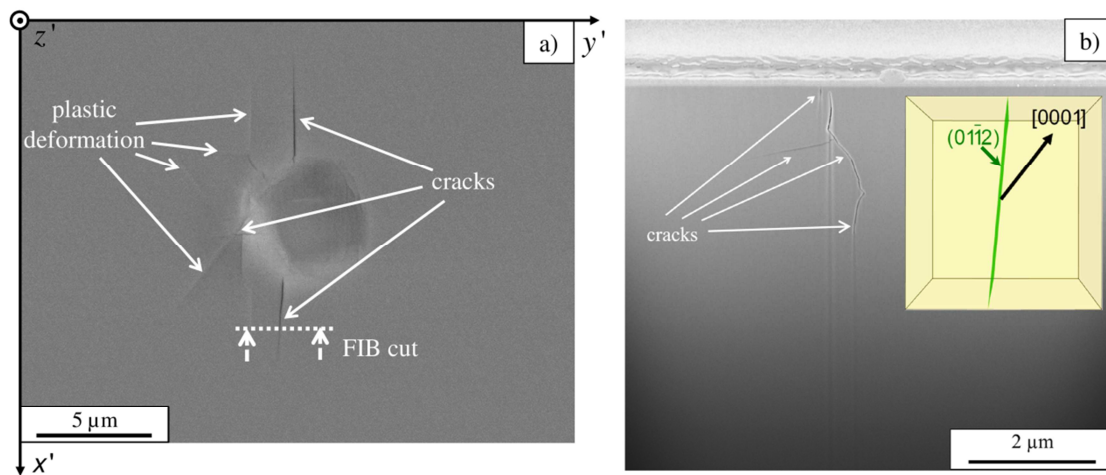 z'
y'
a)
plastic
deformation
cracks
FIB cut
5 µm
x'
b)
[0001]
(011̄2)
cracks
2 µm